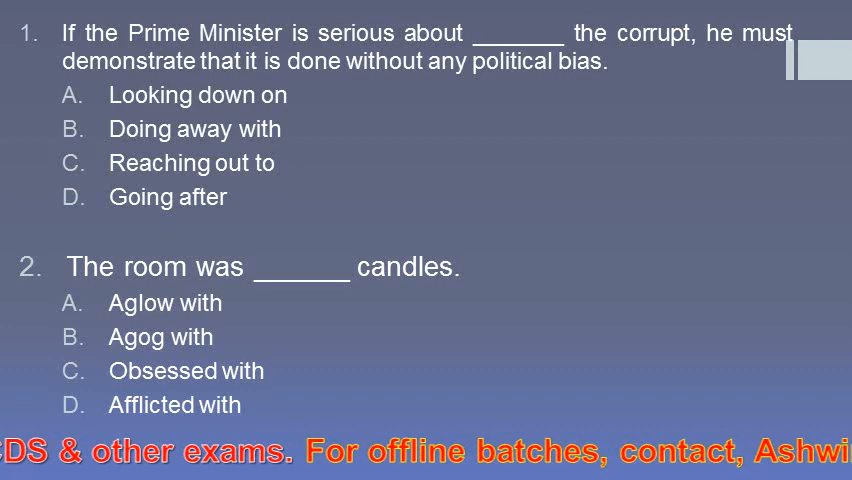 1. If the Prime Minister is serious about _______ the corrupt, he must
demonstrate that it is done without any political bias.
A. Looking down on
B. Doing away with
C. Reaching out to
D. Going after
2. The room was ______ candles.
A. Aglow with
B. Agog with
C. Obsessed with
D. Afflicted with
CDS & other exams. For offline batches, contact, Ashwi